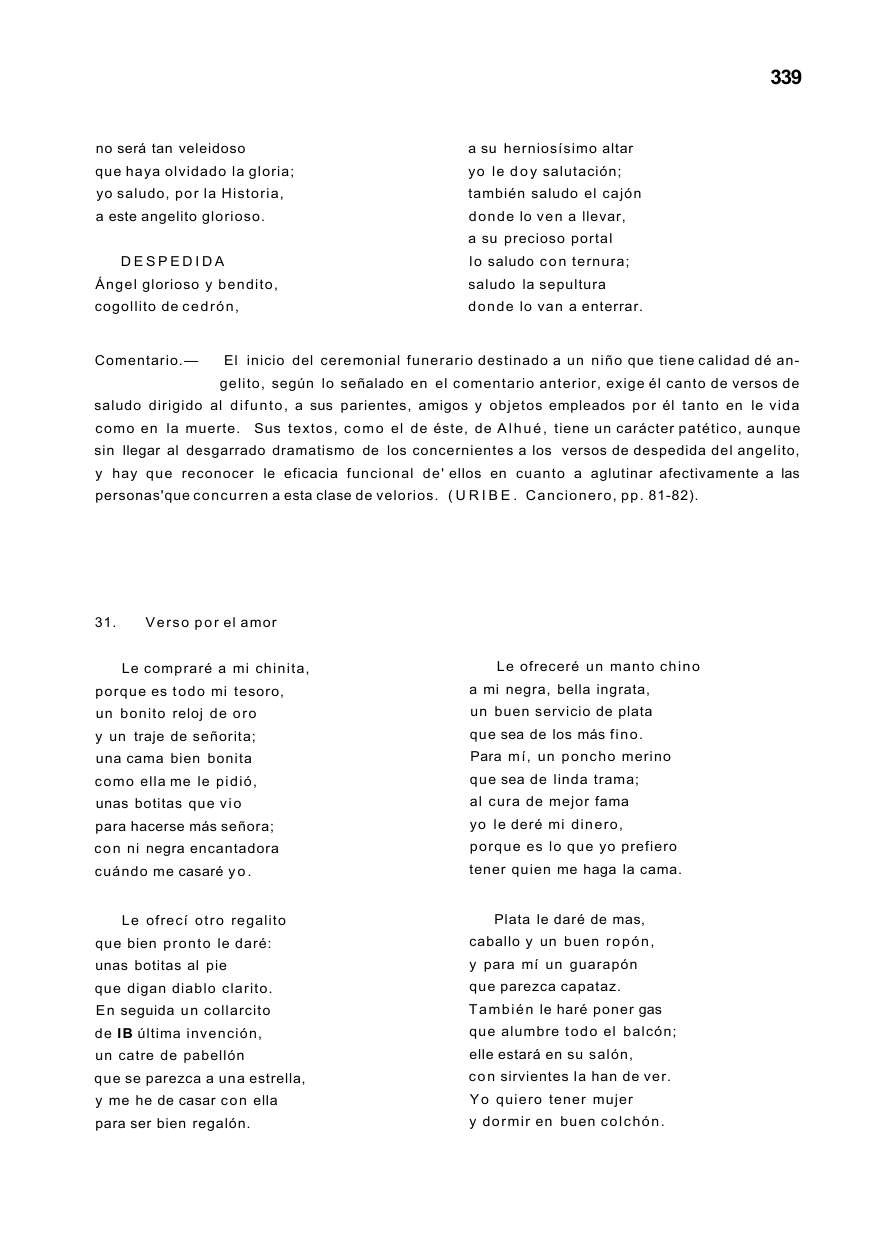 339
no será tan veleidoso
que haya olvidado la gloria;
yo saludo, por la Historia,
a este angelito glorioso.
DESPEDIDA
Ángel glorioso y bendito,
cogollito de cedrón,
a su herniosísimo altar
yo le doy salutación;
también saludo el cajón
donde lo ven a llevar,
a su precioso portal
lo saludo con ternura;
saludo la sepultura
donde lo van a enterrar.
Comentario.— El inicio del ceremonial funerario destinado a un niño que tiene calidad dé an-
gelito, según lo señalado en el comentario anterior, exige él canto de versos de
saludo dirigido al difunto, a sus parientes, amigos y objetos empleados por él tanto en le vida
como en la muerte. Sus textos, como el de éste, de Alhué, tiene un carácter patético, aunque
sin llegar al desgarrado dramatismo de los concernientes a los versos de despedida del angelito,
y hay que reconocer le eficacia funcional de' ellos en cuanto a aglutinar afectivamente a las
personas'que concurren a esta clase de velorios. (URIBE. Cancionero, pp. 81-82).
31. Verso por el amor
Le compraré a mi chinita,
porque es todo mi tesoro,
un bonito reloj de oro
y un traje de señorita;
una cama bien bonita
como ella me le pidió,
unas botitas que vio
para hacerse más señora;
con ni negra encantadora
cuándo me casaré yo.
Le ofrecí otro regalito
que bien pronto le daré:
unas botitas al pie
que digan diablo clarito.
En seguida un collarcito
de IB última invención,
un catre de pabellón
que se parezca a una estrella,
y me he de casar con ella
para ser bien regalón.
Le ofreceré un manto chino
a mi negra, bella ingrata,
un buen servicio de plata
que sea de los más fino.
Para mí, un poncho merino
que sea de linda trama;
al cura de mejor fama
yo le deré mi dinero,
porque es lo que yo prefiero
tener quien me haga la cama.
Plata le daré de mas,
caballo y un buen ropón,
y para mí un guarapón
que parezca capataz.
También le haré poner gas
que alumbre todo el balcón;
elle estará en su salón,
con sirvientes la han de ver.
Yo quiero tener mujer
y dormir en buen colchón.